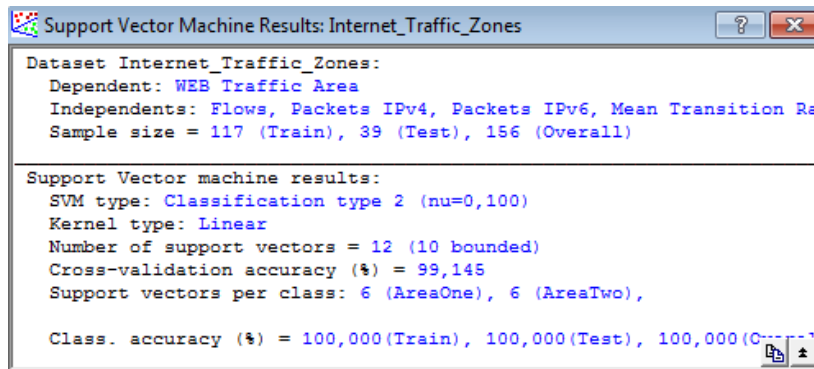 Support Vector Machine Results: Internet_Traffic_Zones
Dataset Internet_Traffic_Zones:
Dependent: WEB Traffic Area
Independents: Flows, Packets IPv4, Packets IPv6, Mean Transition Ra
Sample size = 117 (Train), 39 (Test), 156 (Overall)
Support Vector machine results:
SVM type: Classification type 2 (nu=0,100)
Kernel type: Linear
Number of support vectors = 12 (10 bounded)
Cross-validation accuracy (%) = 99,145
Support vectors per class: 6 (AreaOne), 6 (AreaTwo),
Class. accuracy (%) = 100,000(Train), 100,000(Test), 100,000(